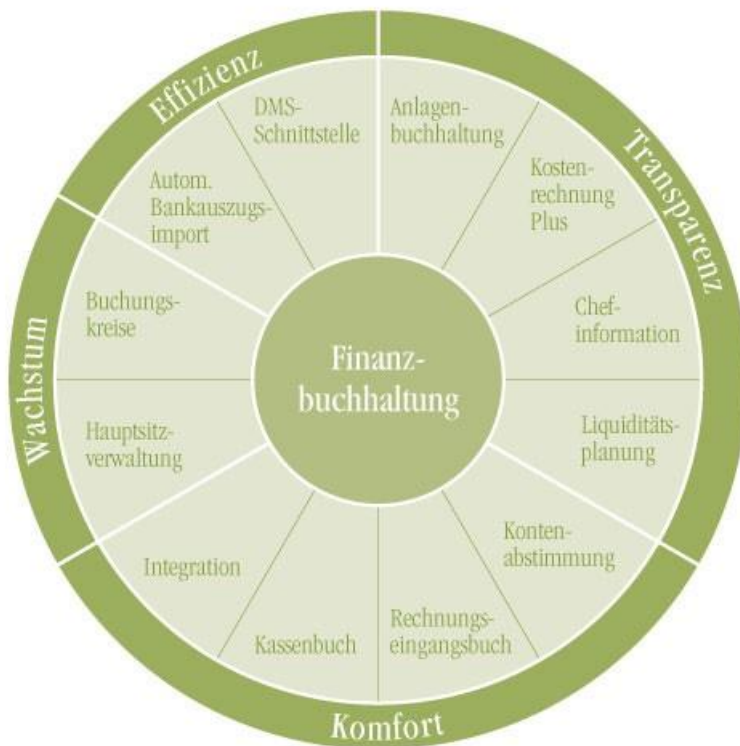 Effizienz
DMS-
Schnittstelle
Autom.
Bankauszugs-
import
Transparenz
Anlagen-
buchhaltung
Kosten-
rechnung
Plus
Chef-
information
Liquiditäts-
planung
Finanz-
buchhaltung
Wachstum
Buchungs-
kreise
Hauptsitz-
verwaltung
Komfort
Konten-
abstimmung
Rechnungs-
eingangsbuch
Kassenbuch
Integration